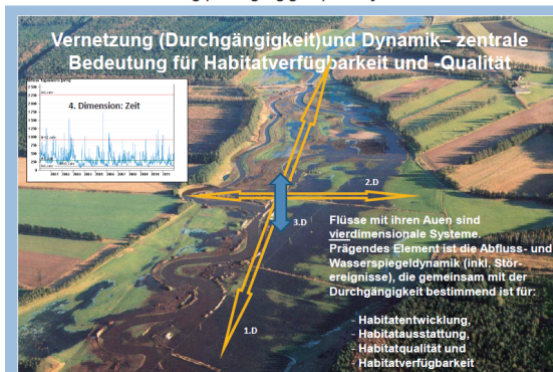 Vernetzung (Durchgängigkeit)und Dynamik– zentrale
Bedeutung für Habitatverfügbarkeit und -Qualität
4. Dimension: Zeit
2.D
3.D
1.D
Flüsse mit ihren Auen sind
vierdimensionale Systeme.
Prägendes Element ist die Abfluss- und
Wasserspiegeldynamik (inkl. Stör-
ereignisse), die gemeinsam mit der
Durchgängigkeit bestimmend ist für:
- Habitatentwicklung,
- Habitatausstattung,
- Habitatqualität und
- Habitatverfügbarkeit